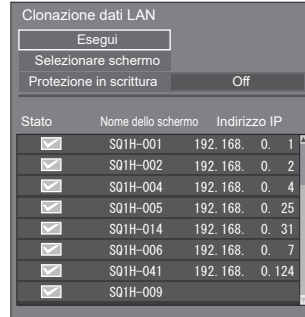 Clonazione dati LAN
Esegui
Selezionare schermo
Protezione in scrittura Off
Stato Nome dello schermo Indirizzo IP
SQ1H-001 192.168. 0. 1
SQ1H-002 192.168. 0. 2
SQ1H-004 192.168. 0. 4
SQ1H-005 192.168. 0. 25
SQ1H-014 192.168. 0. 31
SQ1H-006 192.168. 0. 7
SQ1H-041 192.168. 0.124
SQ1H-009